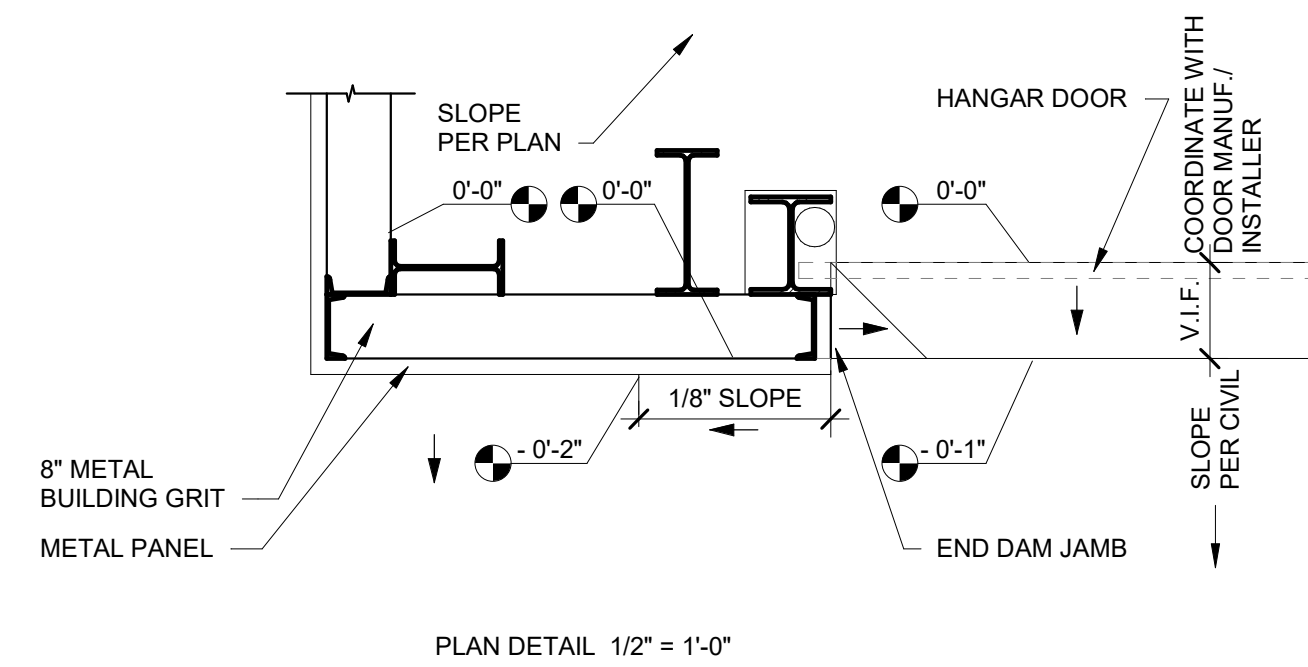 SLOPE
PER PLAN
HANGAR DOOR
COORDINATE WITH
DOOR MANUF./
INSTALLER
0'-0"
0'-0"
0'-0"
V.I.F.
1/8" SLOPE
- 0'-2"
- 0'-1"
SLOPE
PER CIVIL
8" METAL
BUILDING GRIT
METAL PANEL
END DAM JAMB
PLAN DETAIL 1/2" = 1'-0"